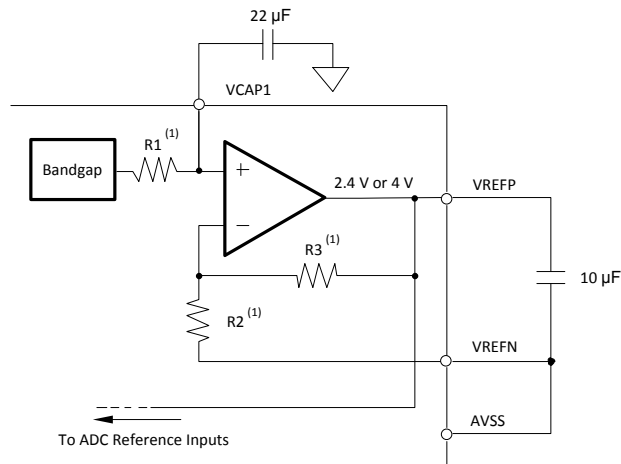 22 µF
VCAP1
R1 (1)
Bandgap
+
2.4 V or 4 V
VREFP
−
R3 (1)
10 µF
R2 (1)
VREFN
AVSS
To ADC Reference Inputs